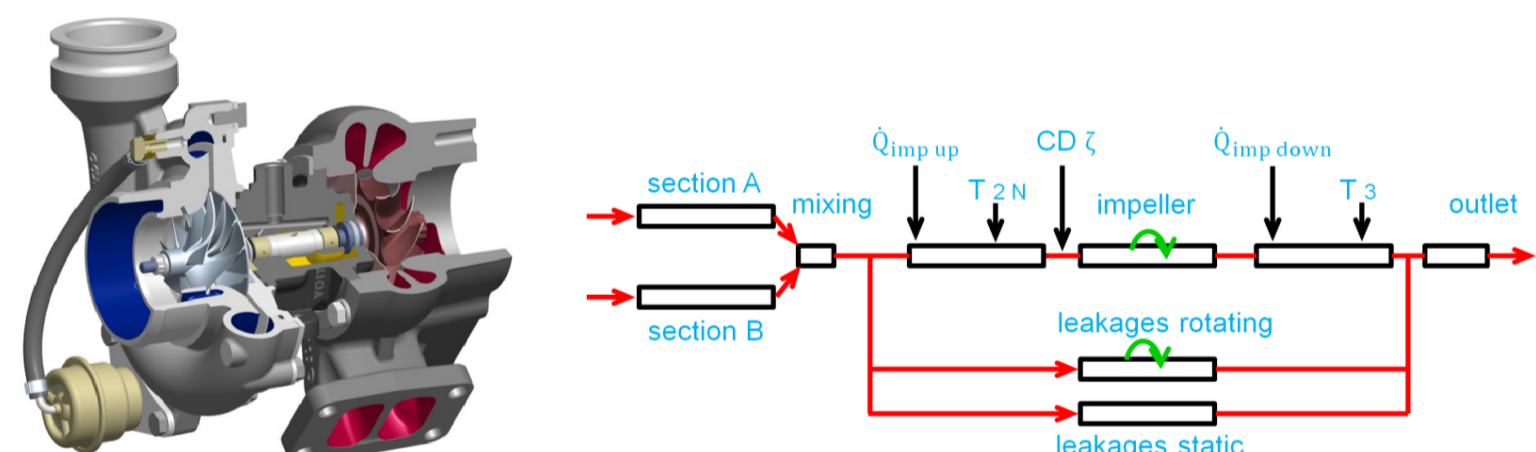 Q̇imp up
CD ζ
Q̇imp down
section A
mixing
T 2 N
impeller
T 3
outlet
section B
leakages rotating
leakages static